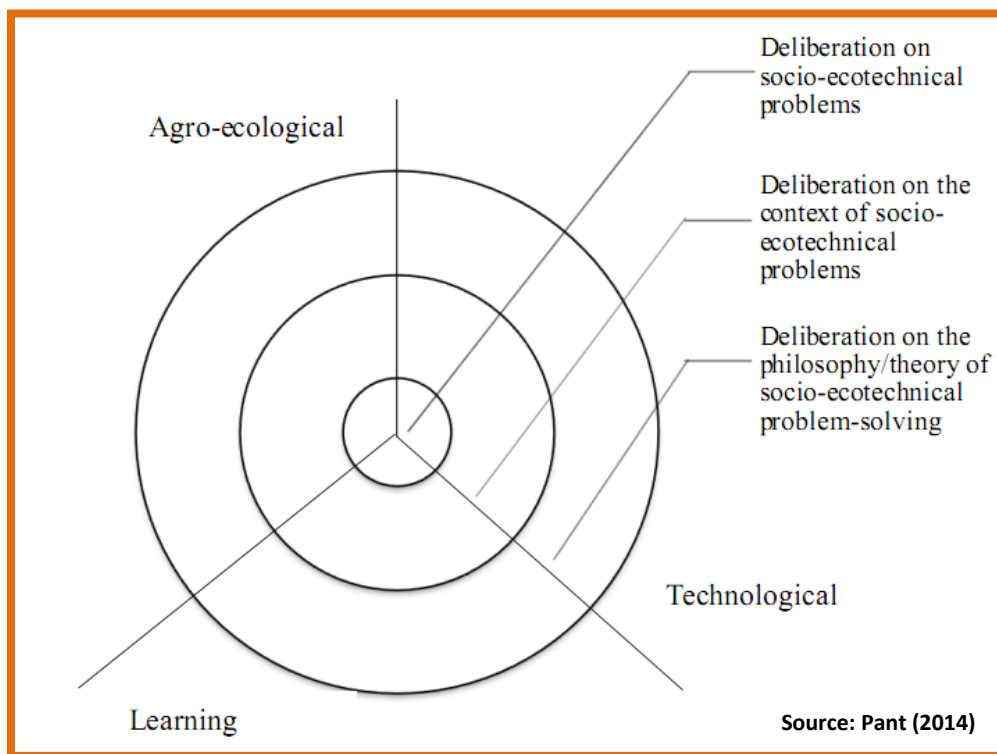 Deliberation on
socio-ecotechnical
problems
Agro-ecological
Deliberation on the
context of socio-
ecotechnical
problems
Deliberation on the
philosophy/theory of
socio-ecotechnical
problem-solving
Technological
Learning
Source: Pant (2014)